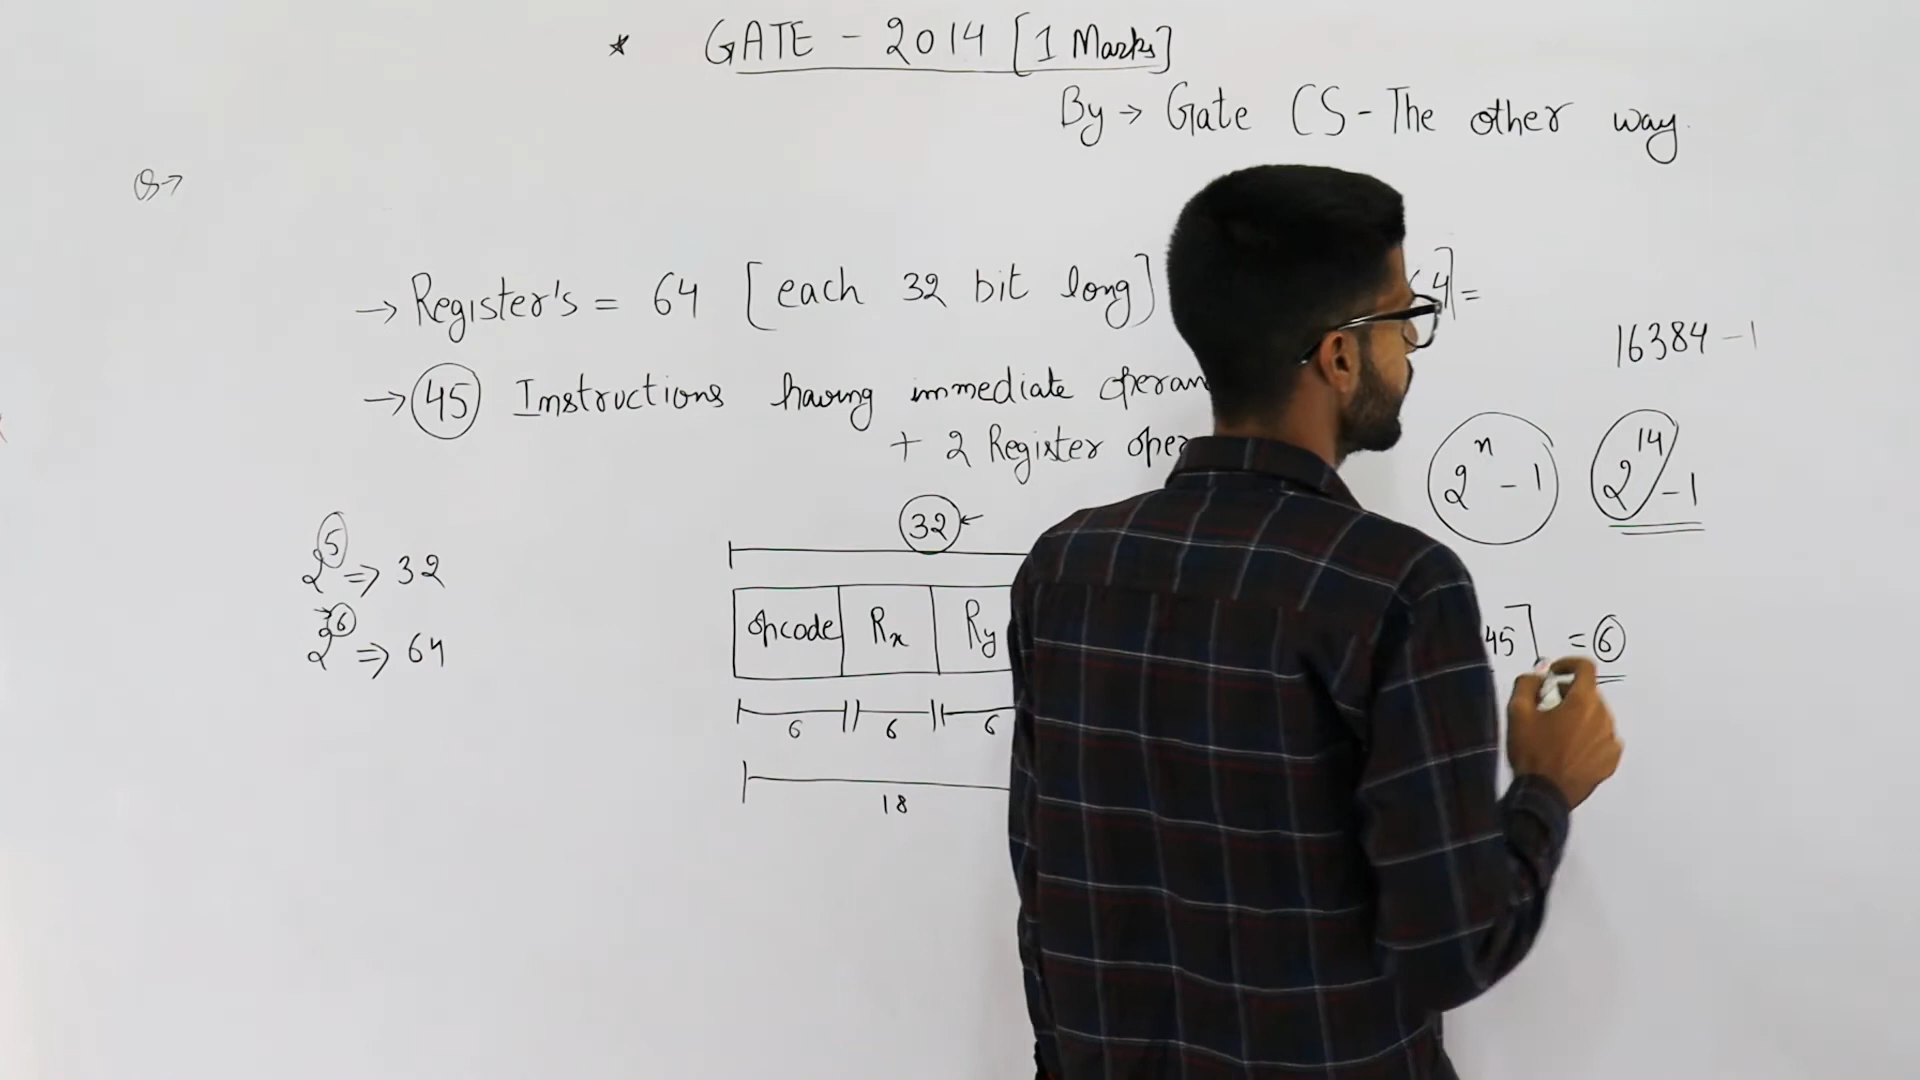 * GATE - 2014 [1 Marks]
By → Gate CS - The other way.
Q →
→ Register's = 64 [each 32 bit long]
4] =
16384 - 1
→ 45 Instructions having immediate
+ 2 Register
2^n - 1
2^14 - 1
32 ←
2^5 ⇒ 32
2^6 ⇒ 64
opcode Rx Ry
45] = 6
6 6 6
18